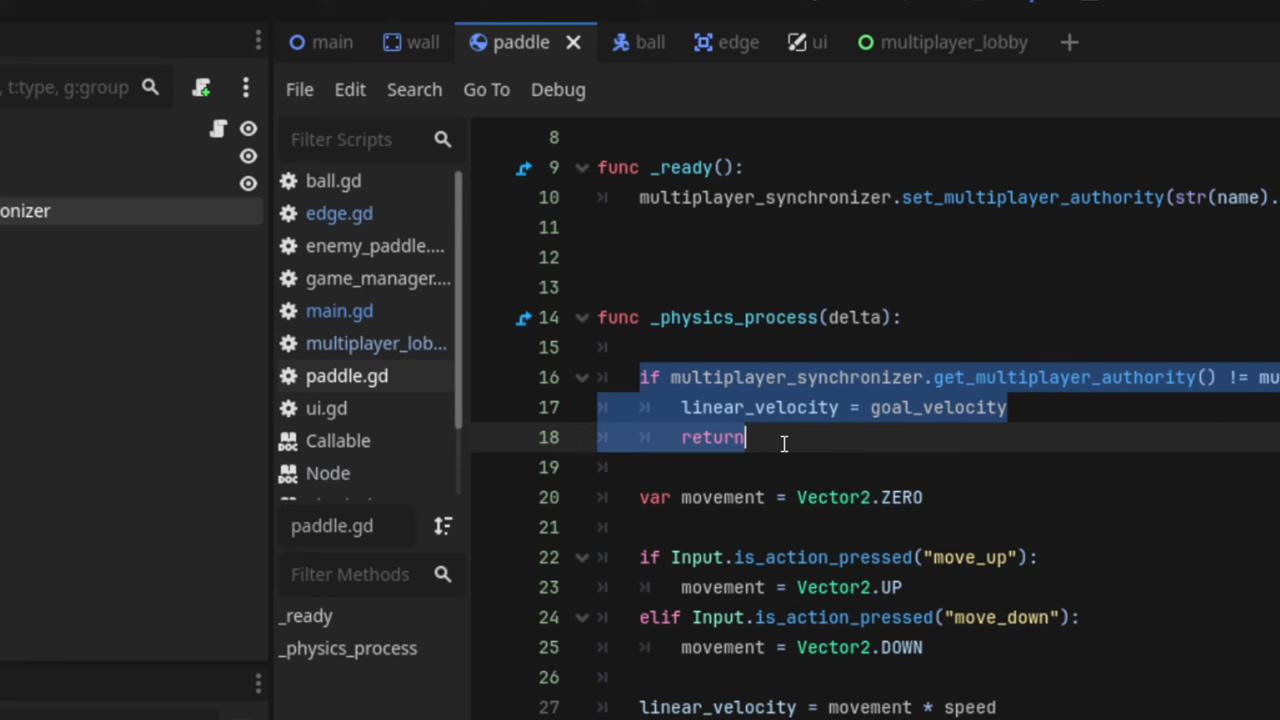 main wall paddle ball edge ui multiplayer_lobby
, t:type, g:group
File Edit Search Go To Debug
onizer
Filter Scripts
ball.gd
edge.gd
enemy_paddle....
game_manager....
main.gd
multiplayer_lob...
paddle.gd
ui.gd
Callable
Node
paddle.gd
Filter Methods
_ready
_physics_process
8
9 func _ready():
10 multiplayer_synchronizer.set_multiplayer_authority(str(name).
11
12
13
14 func _physics_process(delta):
15
16 if multiplayer_synchronizer.get_multiplayer_authority() != mu
17 linear_velocity = goal_velocity
18 return
19
20 var movement = Vector2.ZERO
21
22 if Input.is_action_pressed("move_up"):
23 movement = Vector2.UP
24 elif Input.is_action_pressed("move_down"):
25 movement = Vector2.DOWN
26
27 linear_velocity = movement * speed